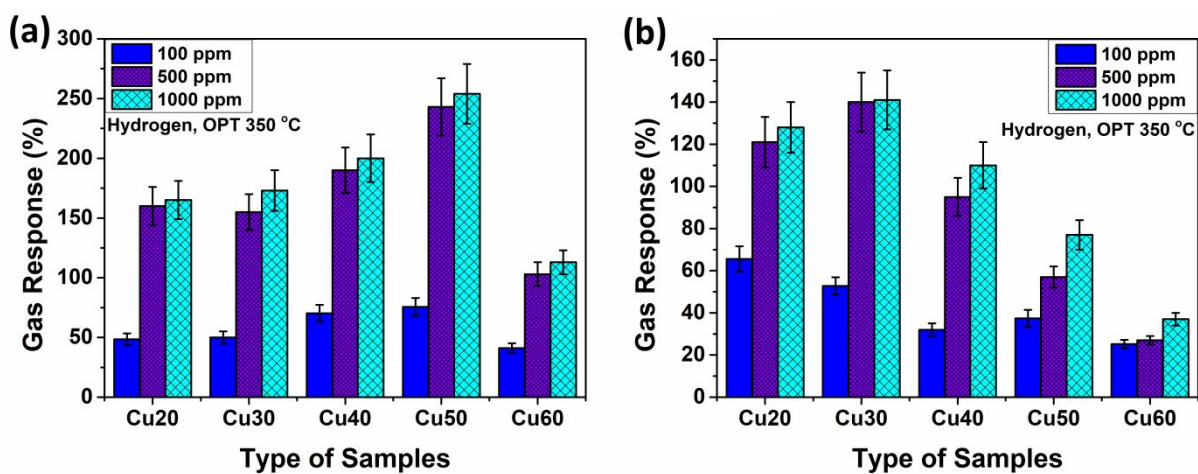 (a)
300
250
200
150
100
50
0
Gas Response (%)
100 ppm
500 ppm
1000 ppm
Hydrogen, OPT 350 °C
Cu20 Cu30 Cu40 Cu50 Cu60
Type of Samples
(b)
160
140
120
100
80
60
40
20
0
Gas Response (%)
100 ppm
500 ppm
1000 ppm
Hydrogen, OPT 350 °C
Cu20 Cu30 Cu40 Cu50 Cu60
Type of Samples